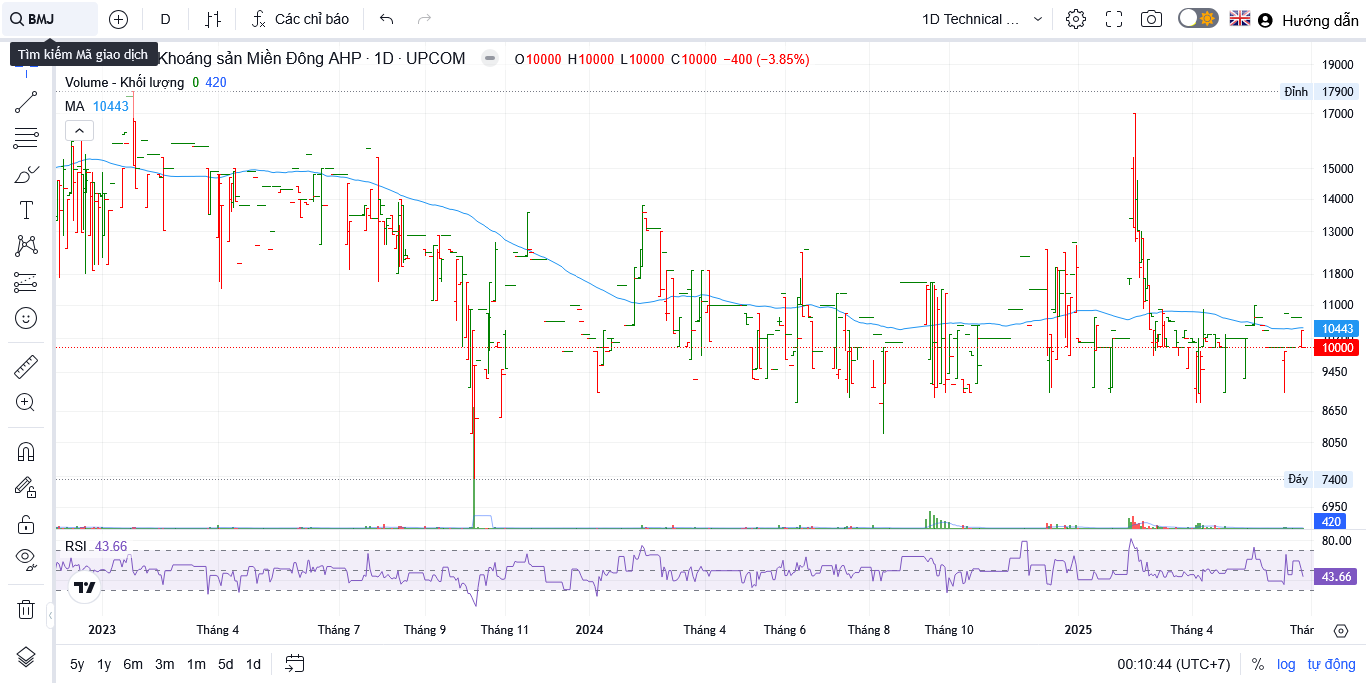 BMJ
D
Các chỉ báo
1D Technical ...
Hướng dẫn
Tìm kiếm Mã giao dịch
Khoáng sản Miền Đông AHP · 1D · UPCOM
O10000 H10000 L10000 C10000 −400 (−3.85%)
Volume - Khối lượng 0 420
MA 10443
19000
Đỉnh 17900
17000
15000
14000
13000
11800
11000
10443
10000
9450
8650
8050
Đáy 7400
6950
420
RSI 43.66
80.00
43.66
2023 Tháng 4 Tháng 7 Tháng 9 Tháng 11 2024 Tháng 4 Tháng 6 Tháng 8 Tháng 10 2025 Tháng 4 Thár
5y 1y 6m 3m 1m 5d 1d
00:10:44 (UTC+7) % log tự động